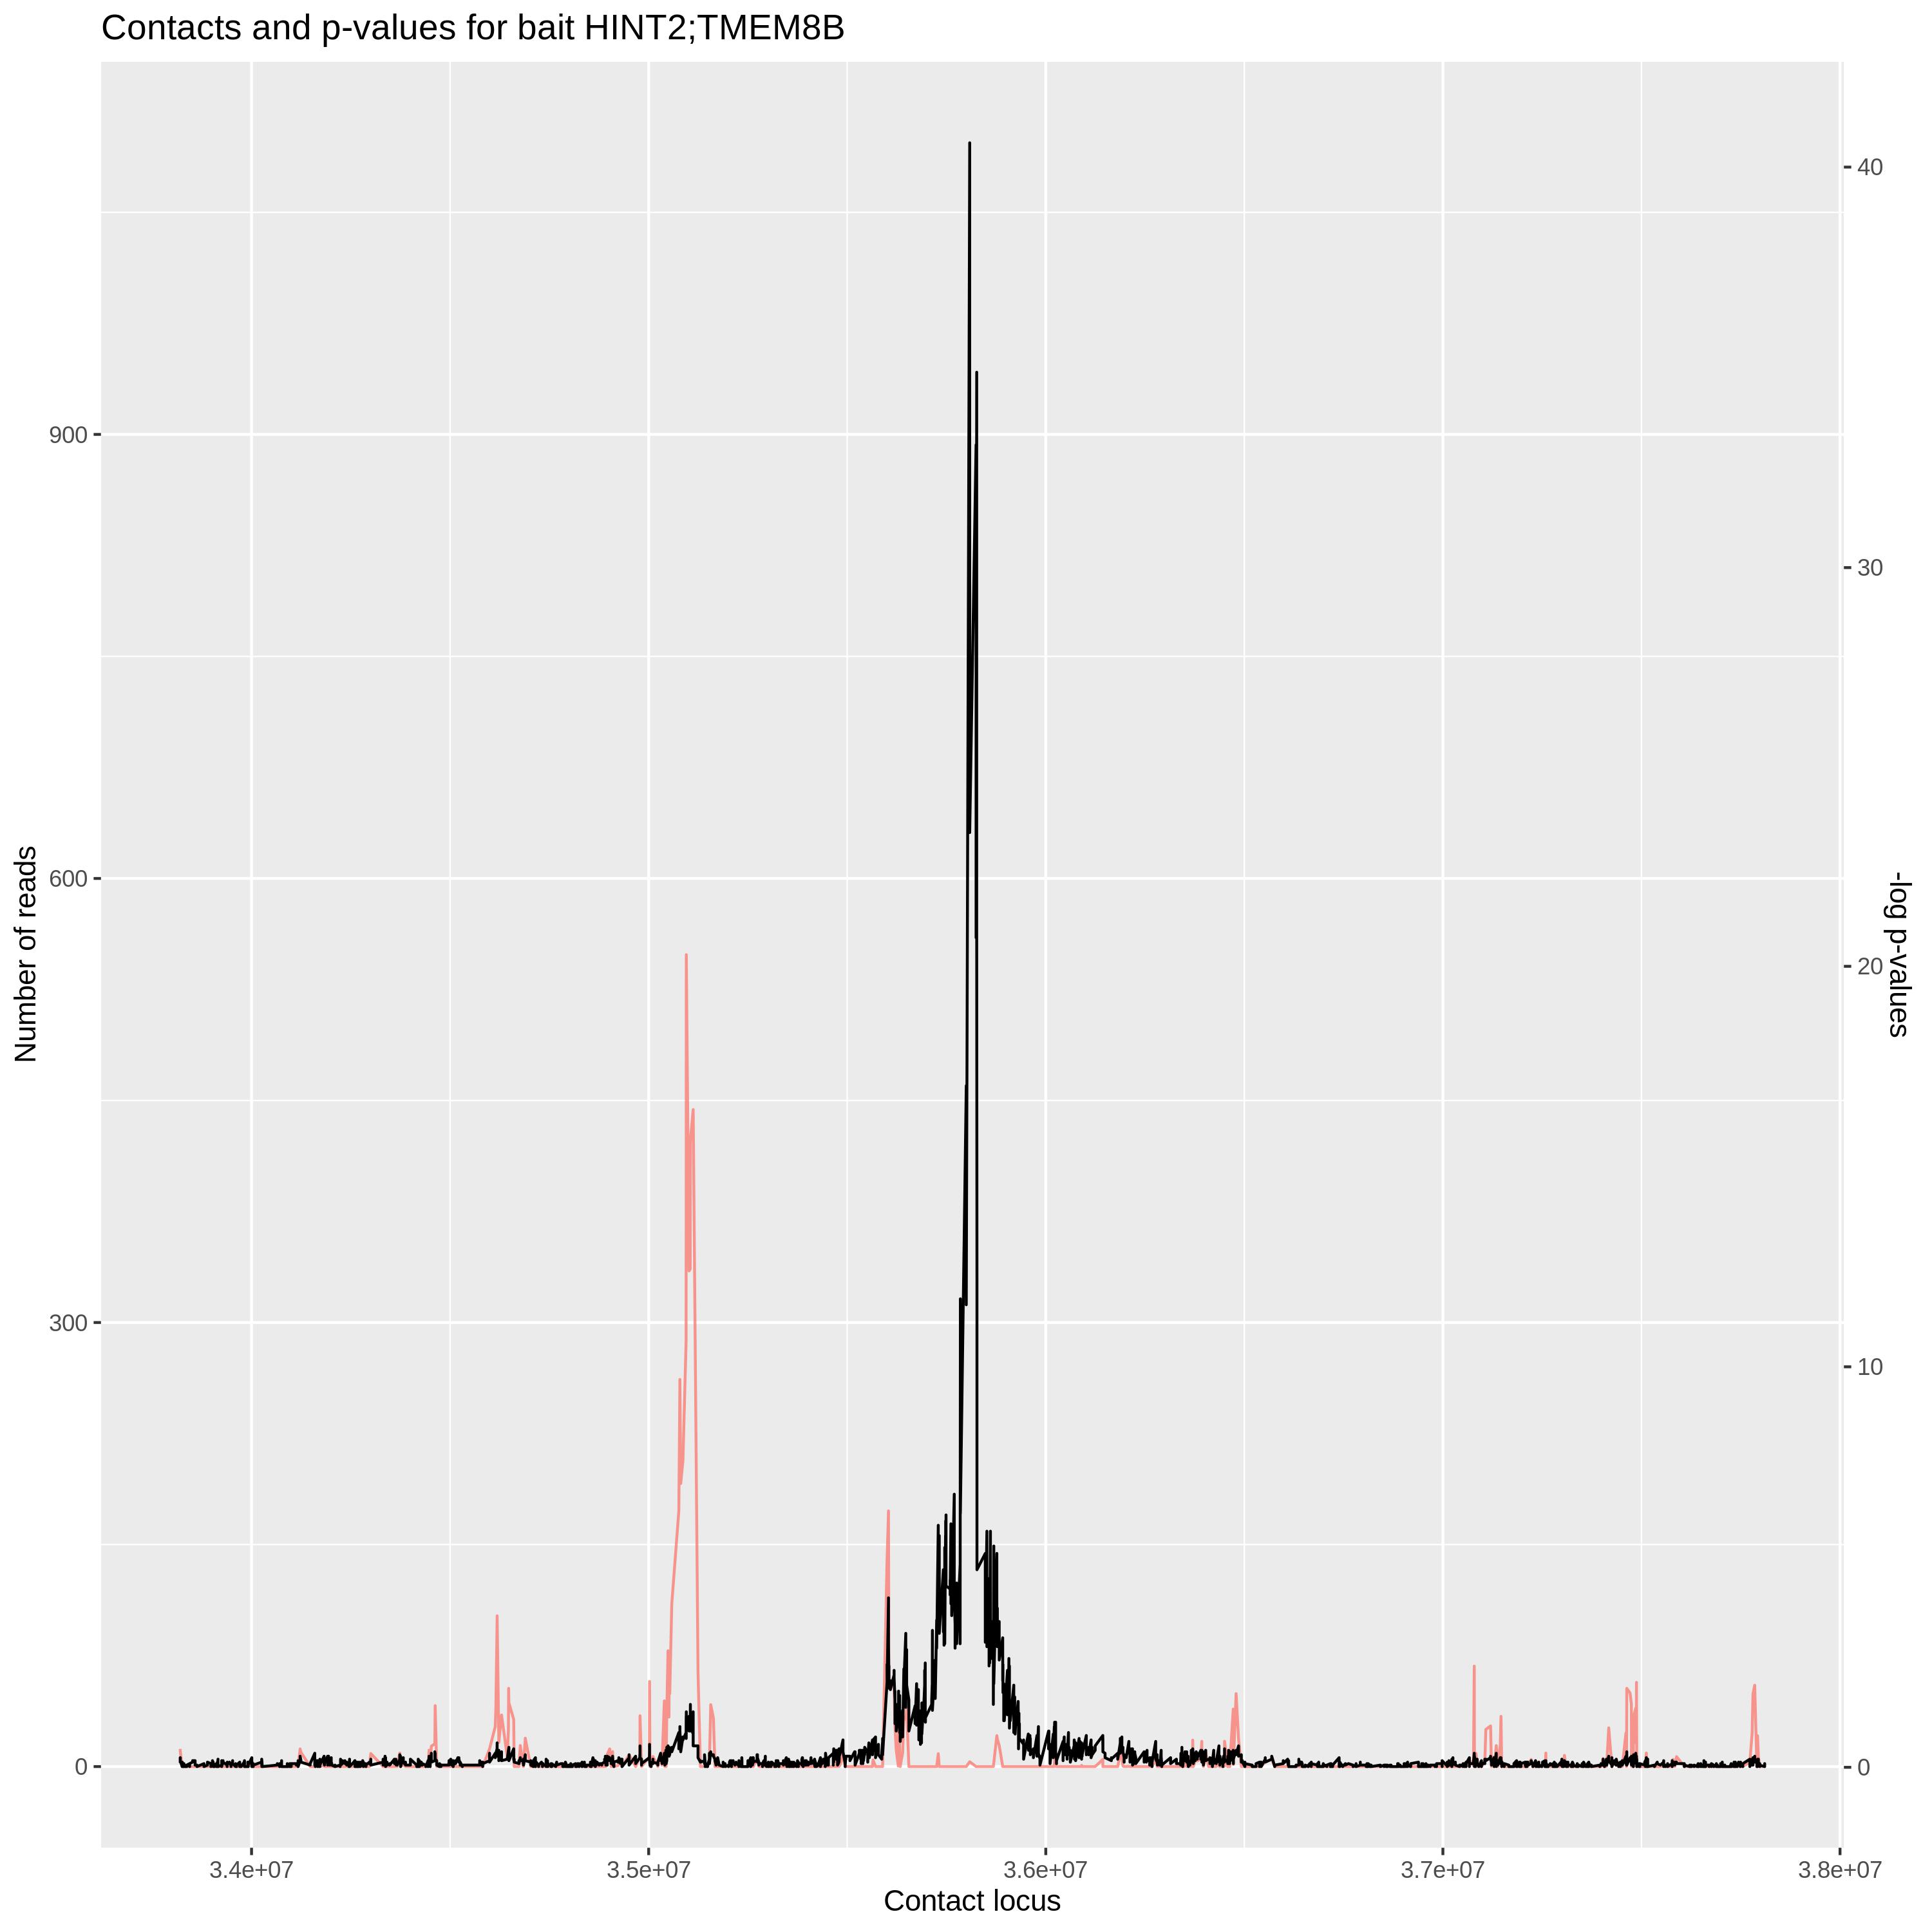 Contacts and p-values for bait HINT2;TMEM8B
Number of reads
900
600
300
0
40
30
20
10
0
-log p-values
3.4e+07
3.5e+07
3.6e+07
3.7e+07
3.8e+07
Contact locus